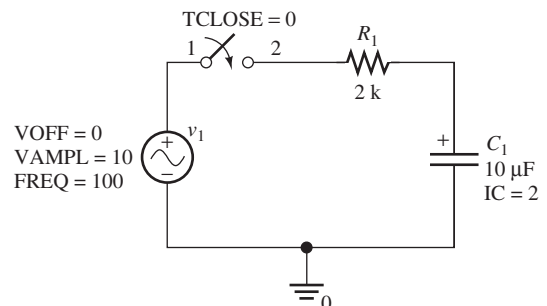 TCLOSE = 0
1
2
R₁
2 k
VOFF = 0
VAMPL = 10
FREQ = 100
+
−
v₁
+
C₁
10 μF
IC = 2
0